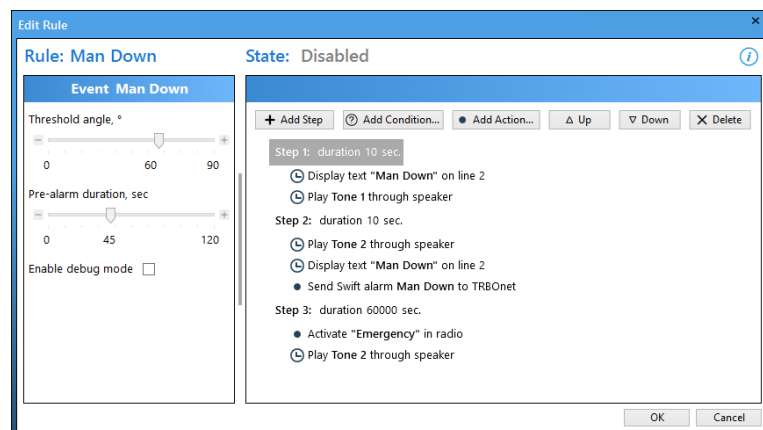 Edit Rule
Rule: Man Down
State: Disabled
Event Man Down
Threshold angle, °
0 60 90
Pre-alarm duration, sec
0 45 120
Enable debug mode
+ Add Step
Add Condition...
Add Action...
Up
Down
Delete
Step 1: duration 10 sec.
Display text "Man Down" on line 2
Play Tone 1 through speaker
Step 2: duration 10 sec.
Play Tone 2 through speaker
Display text "Man Down" on line 2
Send Swift alarm Man Down to TRBOnet
Step 3: duration 60000 sec.
Activate "Emergency" in radio
Play Tone 2 through speaker
OK
Cancel